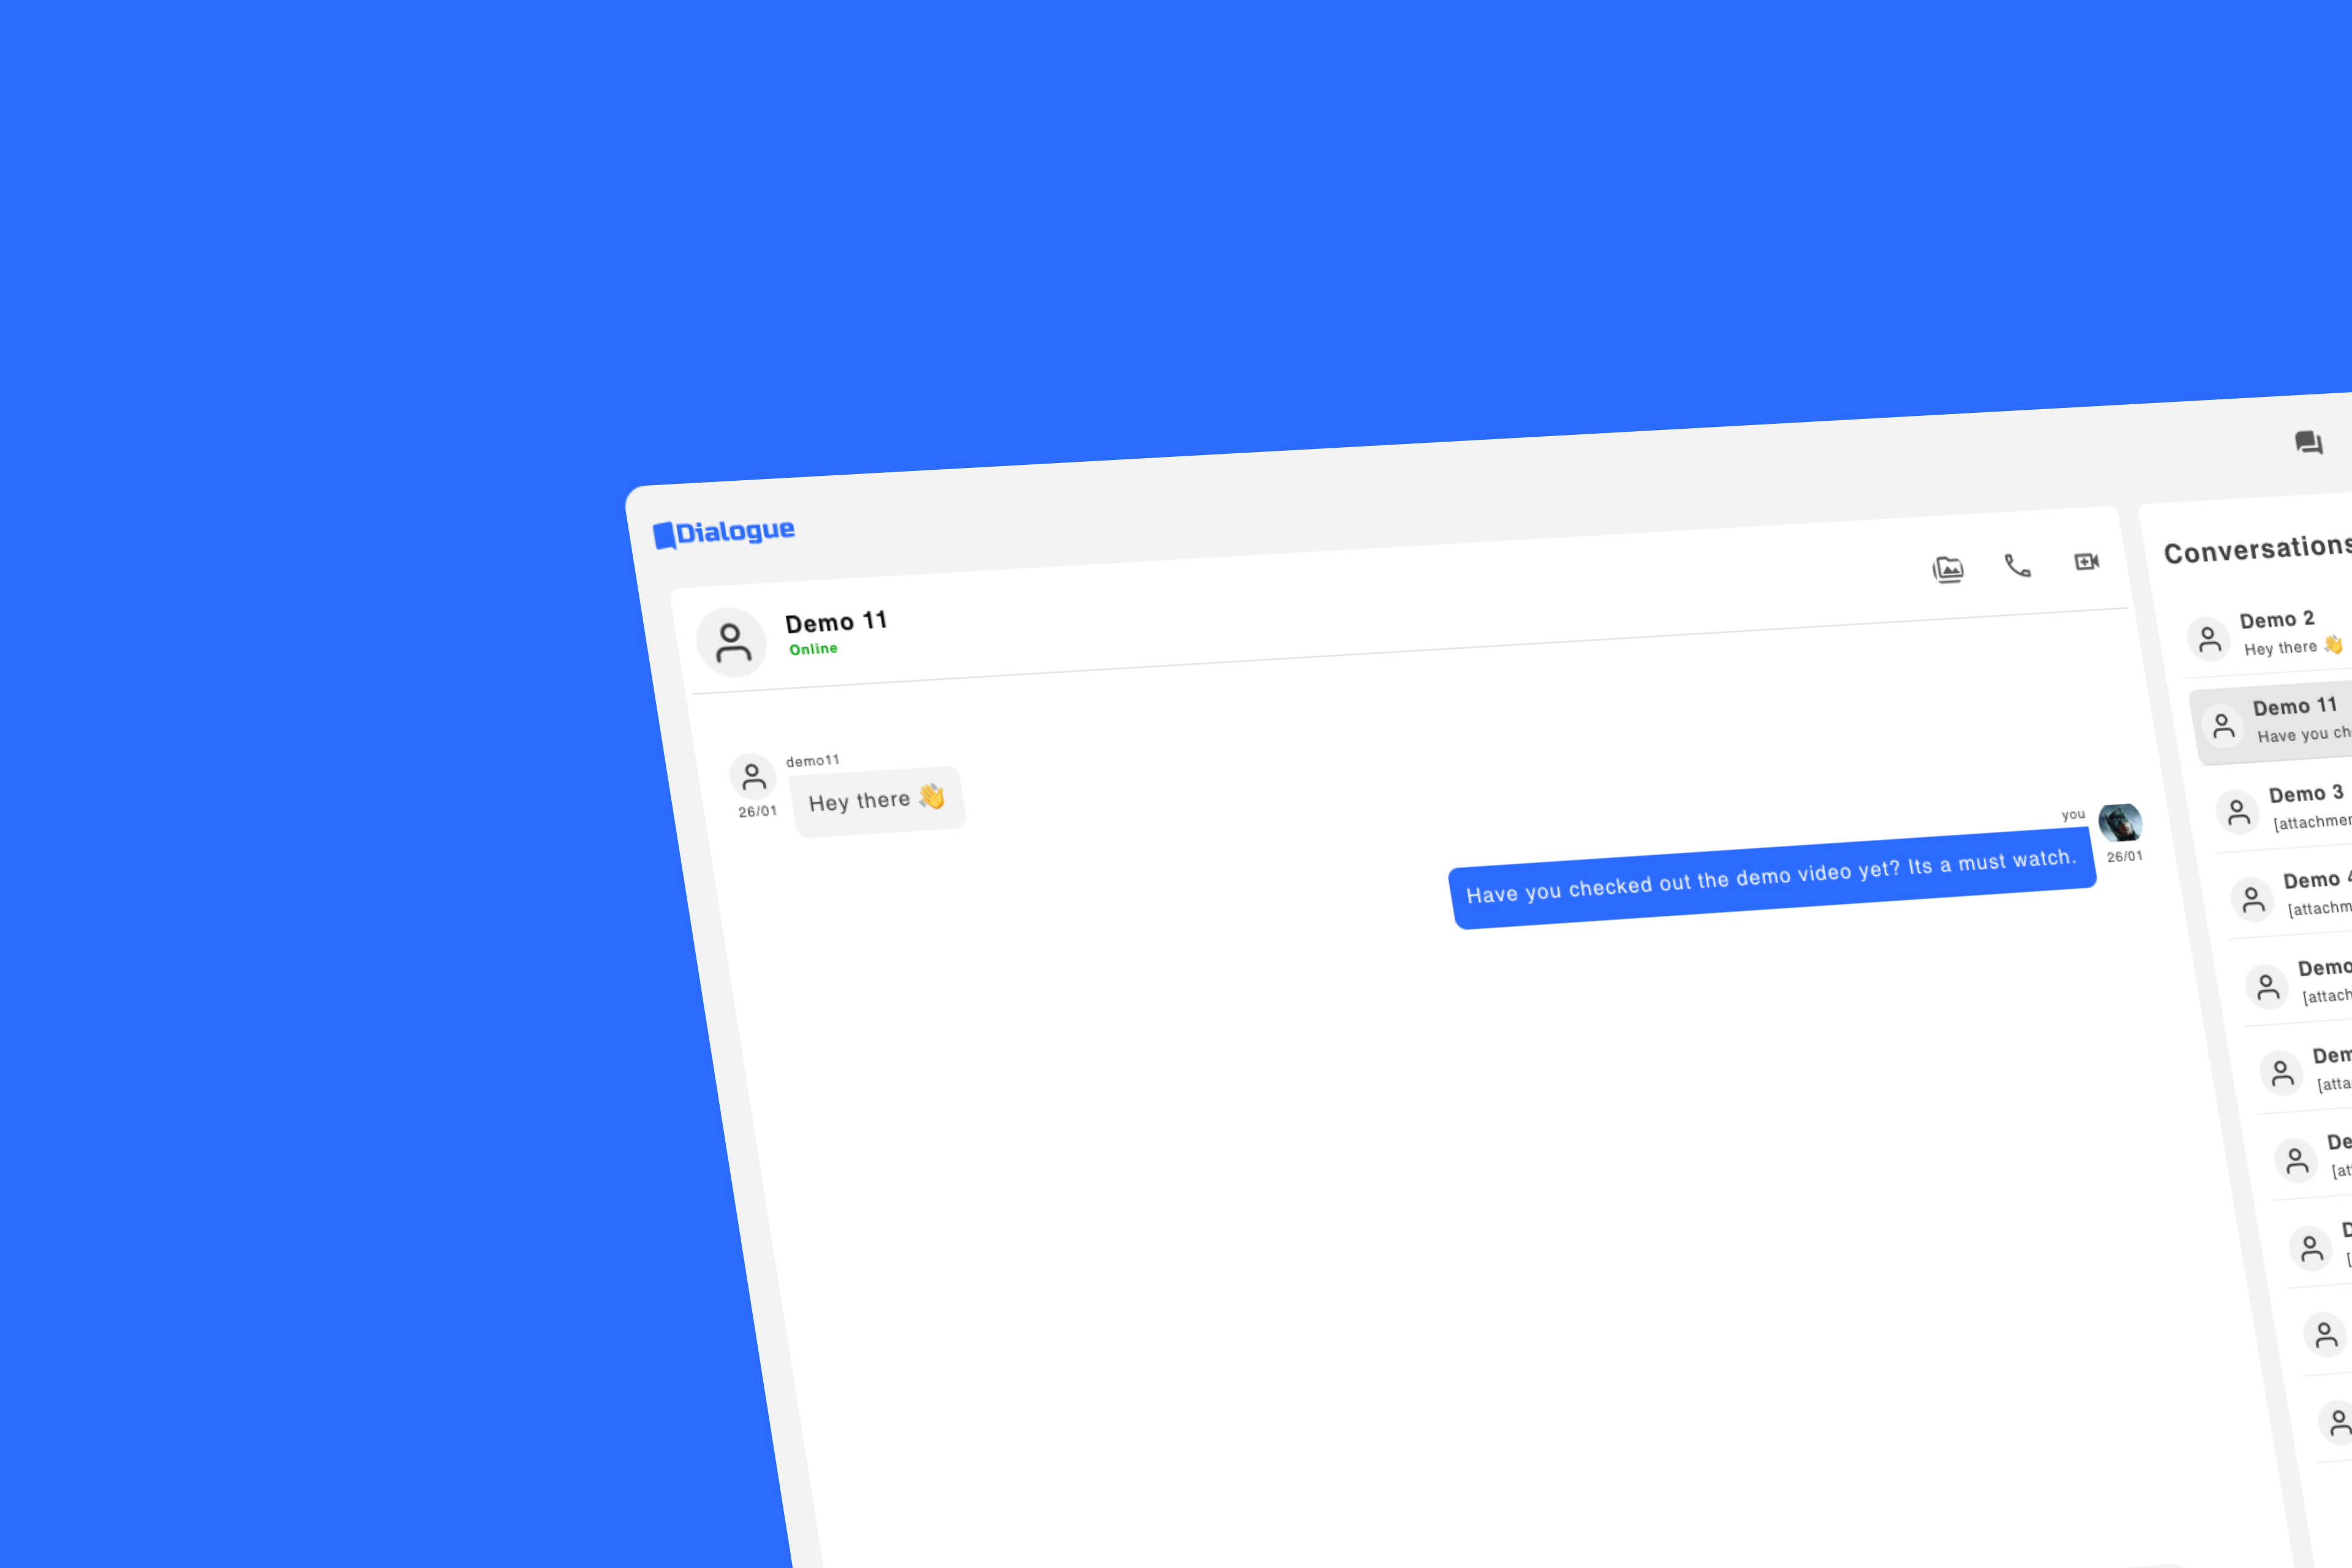 Dialogue
Demo 11
Online
demo11
Hey there 👋
26/01
you
Have you checked out the demo video yet? Its a must watch.
26/01
Conversations
Demo 2
Hey there 👋
Demo 11
Have you ch
Demo 3
[attachmen
Demo 4
[attachm
Demo
[attach
Dem
[atta
De
[at
D
[